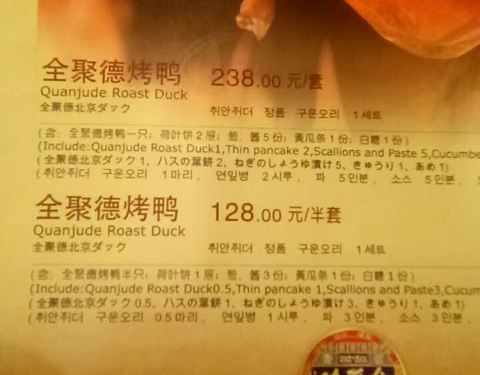 全聚德烤鸭 238.00 元/套
Quanjude Roast Duck
全聚德北京ダック 취안쥐더 정품 구운오리 1세트
(含: 全聚德烤鸭一只; 荷叶饼2屉; 葱、酱5份; 黄瓜条1份; 白糖1份)
(Include:Quanjude Roast Duck1,Thin pancake 2,Scallions and Paste 5,Cucumbe
(全聚德北京ダック 1、ハスの葉餅 2、ねぎのしょうゆ漬け 5、きゅうり 1、あめ 1)
(취안쥐더 구운오리 1마리, 연잎병 2시루, 파 5인분, 소스 5인분,
全聚德烤鸭 128.00 元/半套
Quanjude Roast Duck
全聚德北京ダック 취안쥐더 정품 구운오리 1세트
(含: 全聚德烤鸭半只; 荷叶饼1屉; 葱、酱3份; 黄瓜条1份; 白糖1份)
(Include:Quanjude Roast Duck0.5,Thin pancake 1,Scallions and Paste3,Cucum
(全聚德北京ダック 0.5、ハスの葉餅 1、ねぎのしょうゆ漬け 3、きゅうり 1、あめ 1)
(취안쥐더 구운오리 0.5마리, 연잎병 1시루, 파 3인분, 소스 3인분,